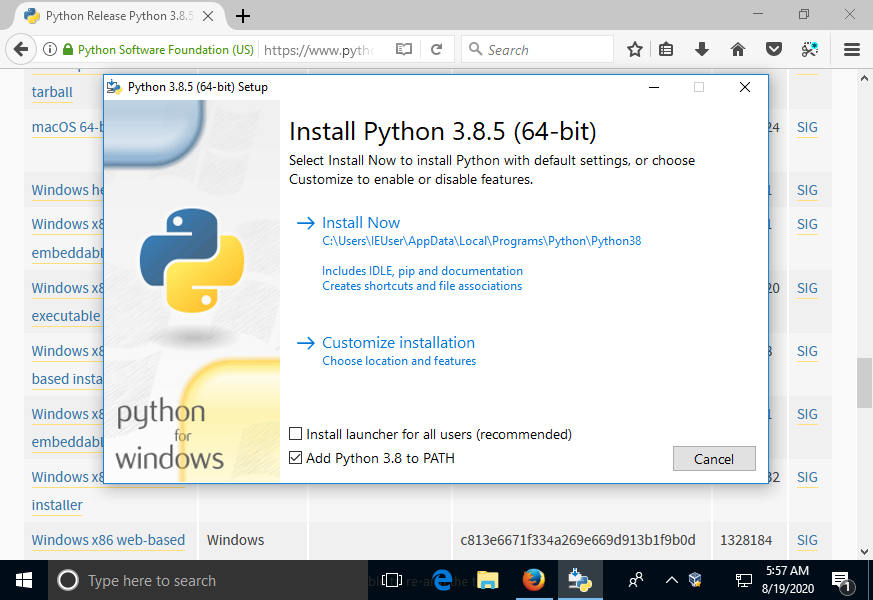 Python Release Python 3.8.5
Python Software Foundation (US)
https://www.pytho
Search
tarball
macOS 64-b
24
SIG
Python 3.8.5 (64-bit) Setup
Install Python 3.8.5 (64-bit)
Select Install Now to install Python with default settings, or choose
Customize to enable or disable features.
Install Now
C:\Users\IEUser\AppData\Local\Programs\Python\Python38
Includes IDLE, pip and documentation
Creates shortcuts and file associations
Customize installation
Choose location and features
python
for
windows
Install launcher for all users (recommended)
Add Python 3.8 to PATH
Cancel
Windows he
1
SIG
Windows x8
1
SIG
embeddabl
Windows x8
20
SIG
executable
Windows x8
3
SIG
based insta
Windows x8
1
SIG
embeddabl
Windows x8
32
SIG
installer
Windows x86 web-based
Windows
c813e6671f334a269e669d913b1f9b0d
1328184
SIG
Type here to search
5:57 AM
8/19/2020
1